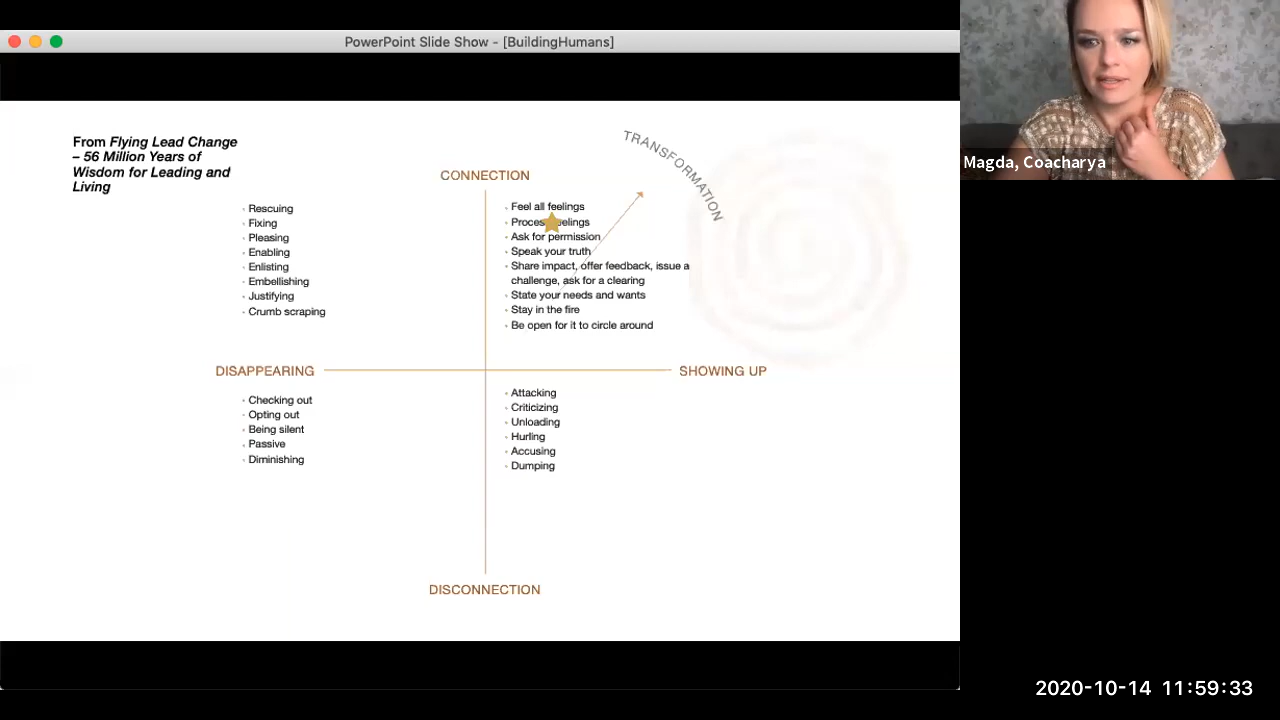 PowerPoint Slide Show - [BuildingHumans]
Magda, Coacharya
From Flying Lead Change
– 56 Million Years of
Wisdom for Leading and
Living
TRANSFORMATION
CONNECTION
· Rescuing
· Fixing
· Pleasing
· Enabling
· Enlisting
· Embellishing
· Justifying
· Crumb scraping
· Feel all feelings
· Process feelings
· Ask for permission
· Speak your truth
· Share impact, offer feedback, issue a
challenge, ask for a clearing
· State your needs and wants
· Stay in the fire
· Be open for it to circle around
DISAPPEARING
SHOWING UP
· Checking out
· Opting out
· Being silent
· Passive
· Diminishing
· Attacking
· Criticizing
· Unloading
· Hurling
· Accusing
· Dumping
DISCONNECTION
2020-10-14 11:59:33